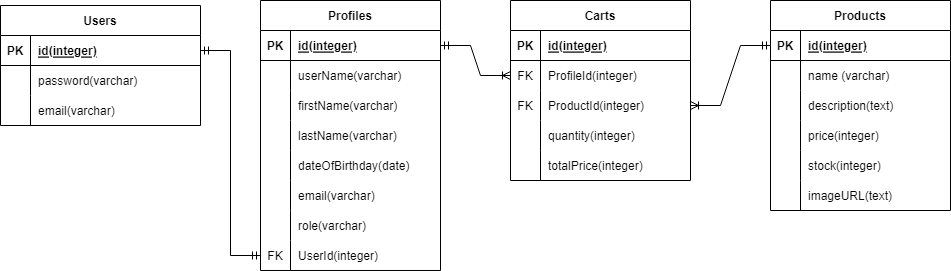 Users
PK id(integer)
password(varchar)
email(varchar)
Profiles
PK id(integer)
userName(varchar)
firstName(varchar)
lastName(varchar)
dateOfBirthday(date)
email(varchar)
role(varchar)
FK UserId(integer)
Carts
PK id(integer)
FK ProfileId(integer)
FK ProductId(integer)
quantity(integer)
totalPrice(integer)
Products
PK id(integer)
name (varchar)
description(text)
price(integer)
stock(integer)
imageURL(text)